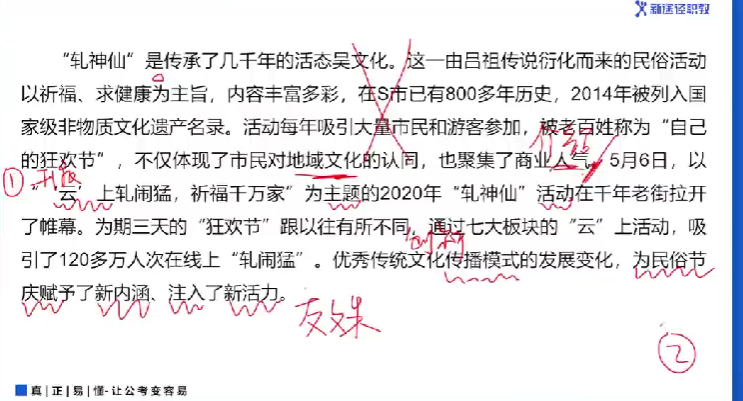 新途径职教
“轧神仙”是传承了几千年的活态吴文化。这一由吕祖传说衍化而来的民俗活动
以祈福、求健康为主旨，内容丰富多彩，在S市已有800多年历史，2014年被列入国
家级非物质文化遗产名录。活动每年吸引大量市民和游客参加，被老百姓称为“自己
介绍
的狂欢节”，不仅体现了市民对地域文化的认同，也聚集了商业人气。5月6日，以
① 升级
“‘云’上轧闹猛，祈福千万家”为主题的2020年“轧神仙”活动在千年老街拉开
了帷幕。为期三天的“狂欢节”跟以往有所不同，通过七大板块的“云”上活动，吸
创新
引了120多万人次在线上“轧闹猛”。优秀传统文化传播模式的发展变化，为民俗节
庆赋予了新内涵、注入了新活力。
效果
②
真|正|易|懂-让公考变容易